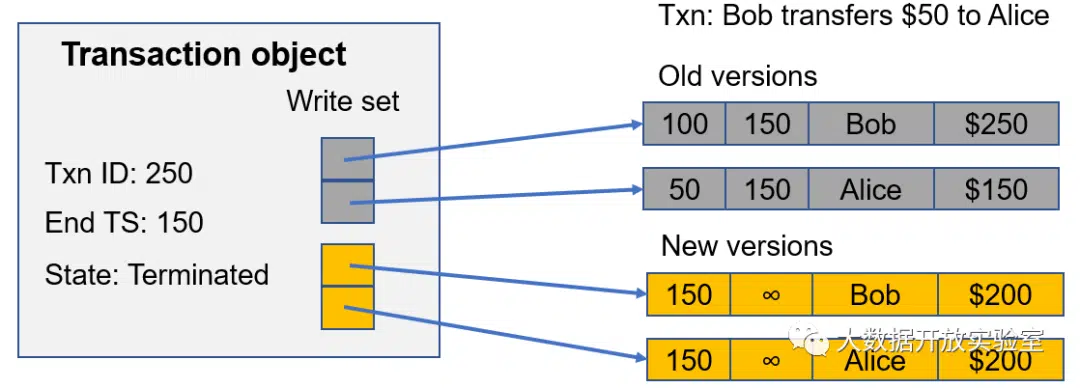 Txn: Bob transfers $50 to Alice
Transaction object
Write set
Txn ID: 250
End TS: 150
State: Terminated
Old versions
100 150 Bob $250
50 150 Alice $150
New versions
150 ∞ Bob $200
150 ∞ Alice $200
大数据开放实验室